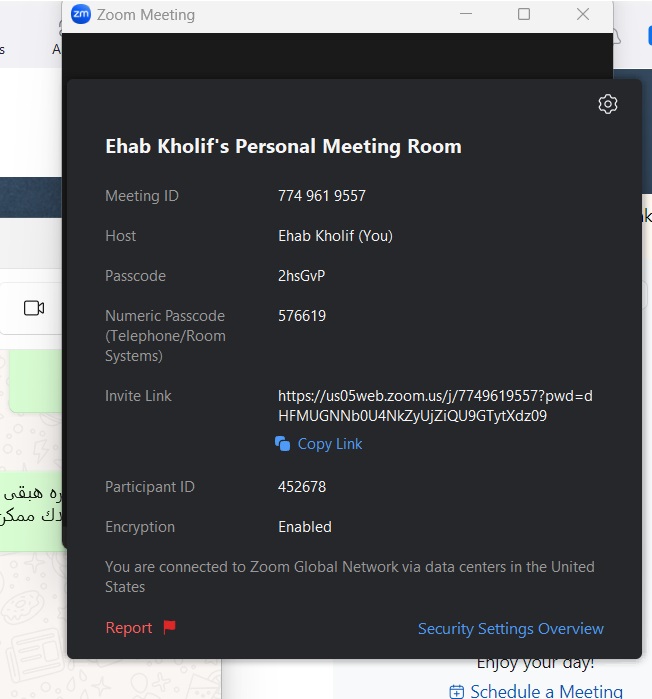 Zoom Meeting
Ehab Kholif's Personal Meeting Room
Meeting ID 774 961 9557
Host Ehab Kholif (You)
Passcode 2hsGvP
Numeric Passcode 576619
(Telephone/Room
Systems)
Invite Link https://us05web.zoom.us/j/7749619557?pwd=d
HFMUGNNb0U4NkZyUjZiQU9GTytXdz09
Copy Link
Participant ID 452678
Encryption Enabled
You are connected to Zoom Global Network via data centers in the United
States
Report Security Settings Overview
هبقى
ممكن
Enjoy your day!
Schedule a Meeting